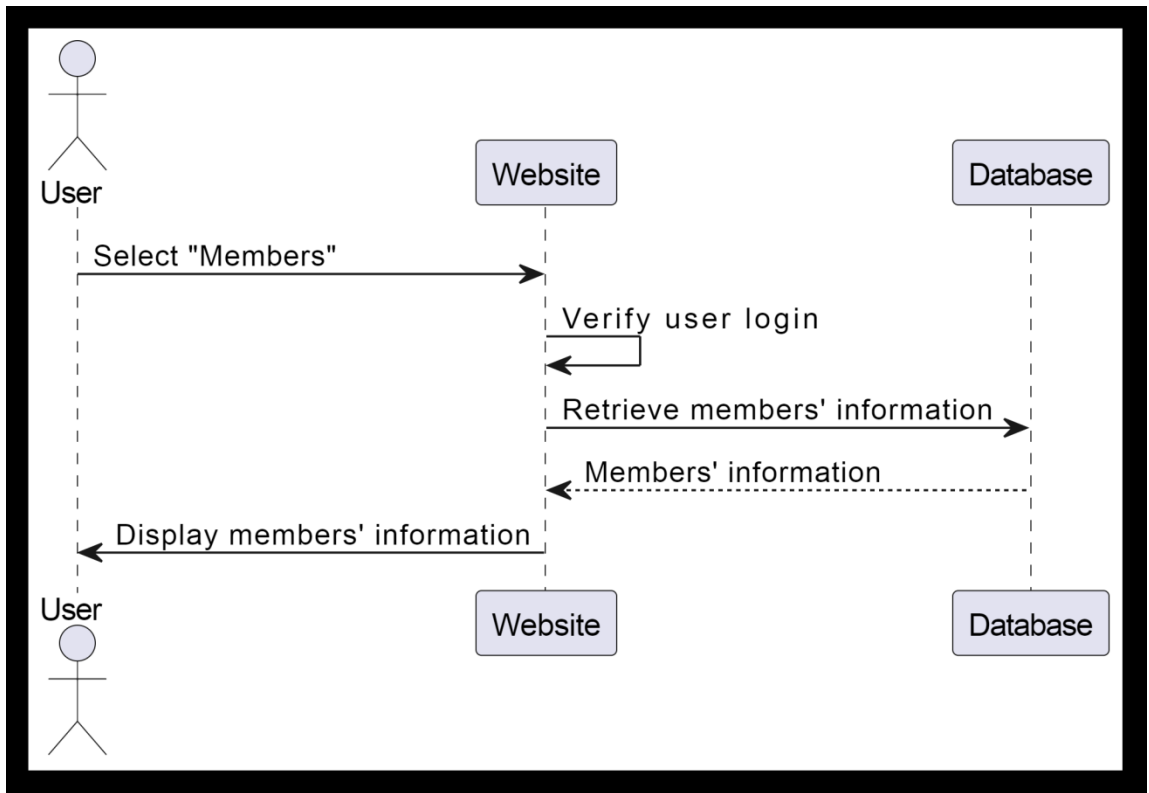 User
Website
Database
Select "Members"
Verify user login
Retrieve members' information
Members' information
Display members' information
User
Website
Database